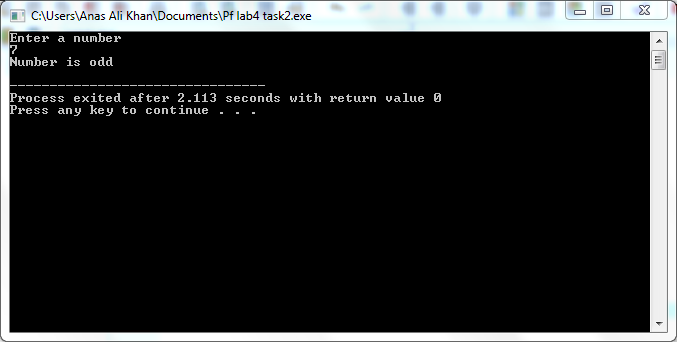 C:\Users\Anas Ali Khan\Documents\Pf lab4 task2.exe
Enter a number
7
Number is odd
--------------------------------
Process exited after 2.113 seconds with return value 0
Press any key to continue . . .